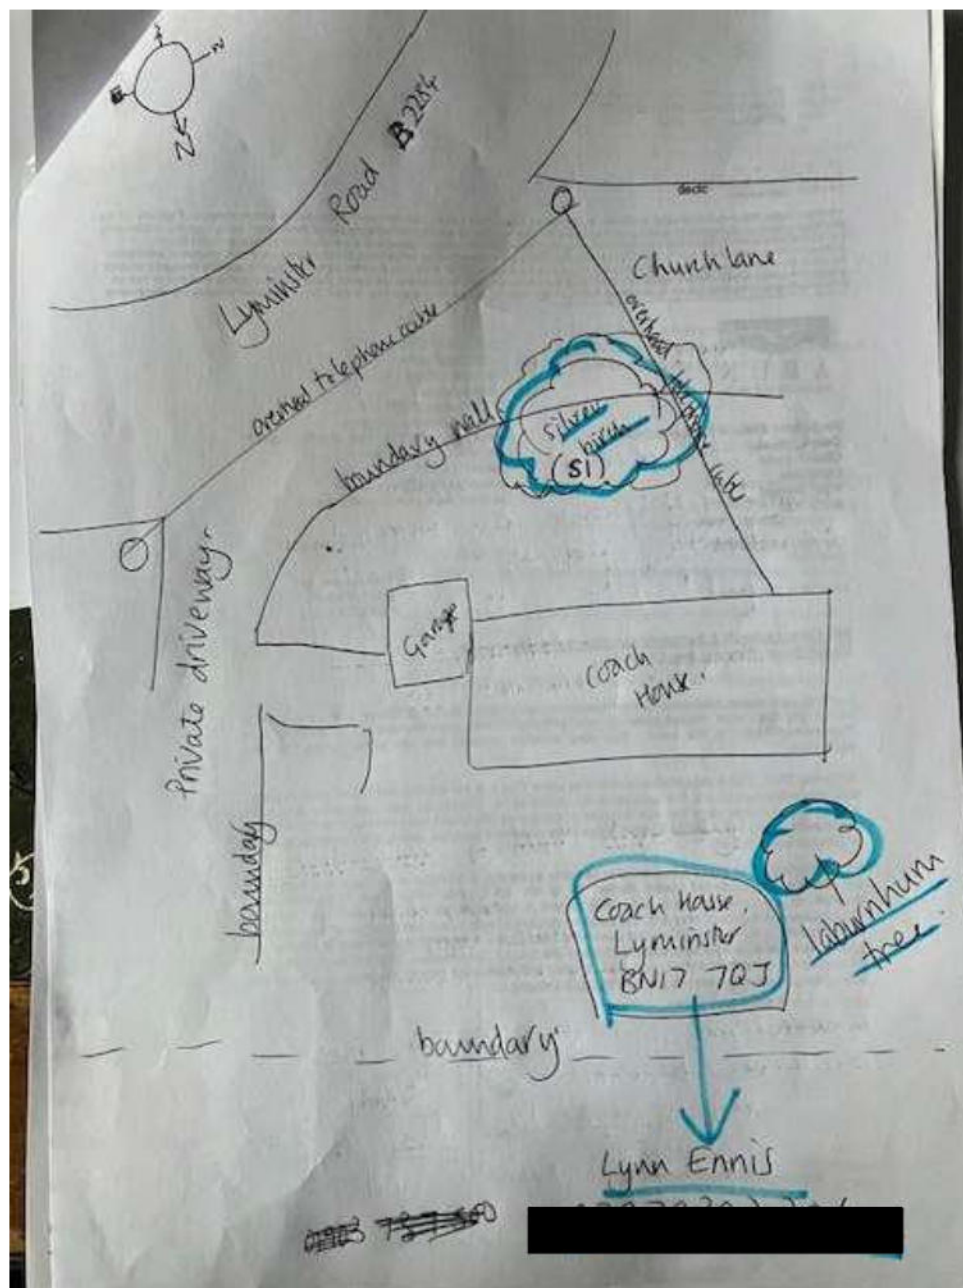 N
Lyminster Road B2284
Church lane
overhead telephone cable
overhead telephone cable
boundary wall
silver
birch
(S1)
Private driveway.
Garage
Coach
House.
boundary
Coach House,
Lyminster
BN17 7QJ
laburnhum
tree
boundary.
Lynn Ennis